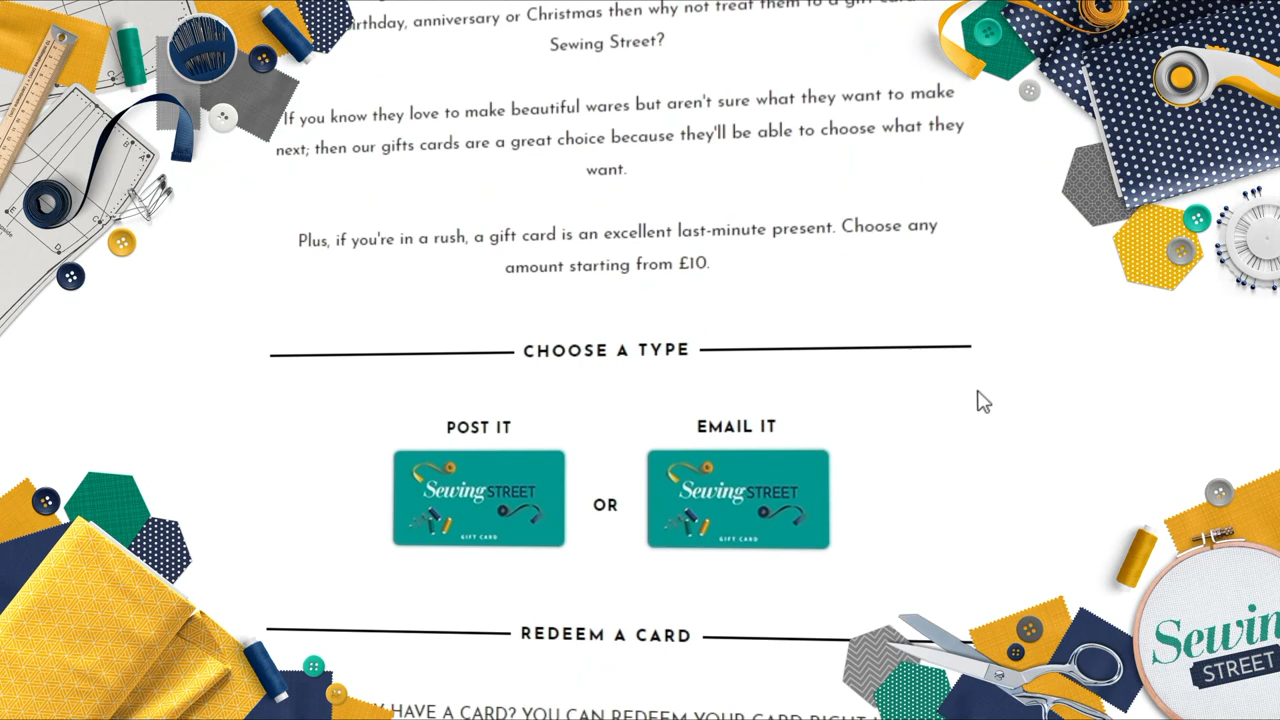 irthday, anniversary or Christmas then why not treat them to a gift card
Sewing Street?
If you know they love to make beautiful wares but aren't sure what they want to make
next; then our gifts cards are a great choice because they'll be able to choose what they
want.
Plus, if you're in a rush, a gift card is an excellent last-minute present. Choose any
amount starting from £10.
CHOOSE A TYPE
POST IT
EMAIL IT
Sewing STREET
GIFT CARD
OR
Sewing STREET
GIFT CARD
REDEEM A CARD
HAVE A CARD? YOU CAN REDEEM YOUR CARD RIGHT
Sewin
STREET